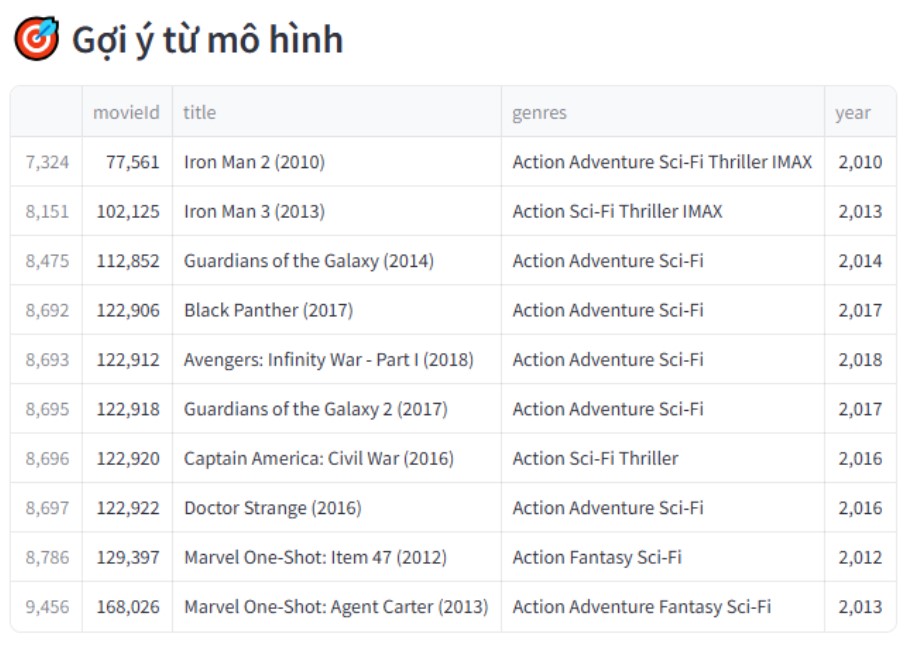 Gợi ý từ mô hình
movieId title genres year
7,324 77,561 Iron Man 2 (2010) Action Adventure Sci-Fi Thriller IMAX 2,010
8,151 102,125 Iron Man 3 (2013) Action Sci-Fi Thriller IMAX 2,013
8,475 112,852 Guardians of the Galaxy (2014) Action Adventure Sci-Fi 2,014
8,692 122,906 Black Panther (2017) Action Adventure Sci-Fi 2,017
8,693 122,912 Avengers: Infinity War - Part I (2018) Action Adventure Sci-Fi 2,018
8,695 122,918 Guardians of the Galaxy 2 (2017) Action Adventure Sci-Fi 2,017
8,696 122,920 Captain America: Civil War (2016) Action Sci-Fi Thriller 2,016
8,697 122,922 Doctor Strange (2016) Action Adventure Sci-Fi 2,016
8,786 129,397 Marvel One-Shot: Item 47 (2012) Action Fantasy Sci-Fi 2,012
9,456 168,026 Marvel One-Shot: Agent Carter (2013) Action Adventure Fantasy Sci-Fi 2,013